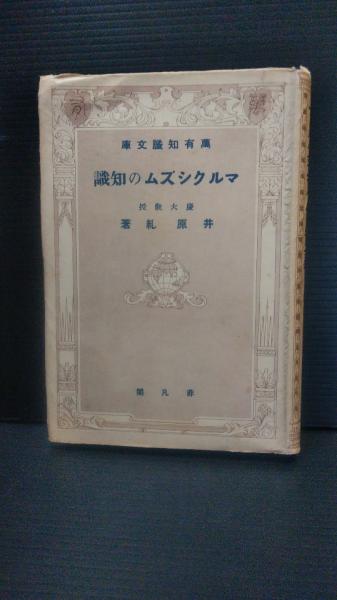 庫文識知有萬
識知のムズシクルマ
授教大慶
著 糺 原 井
閣凡非